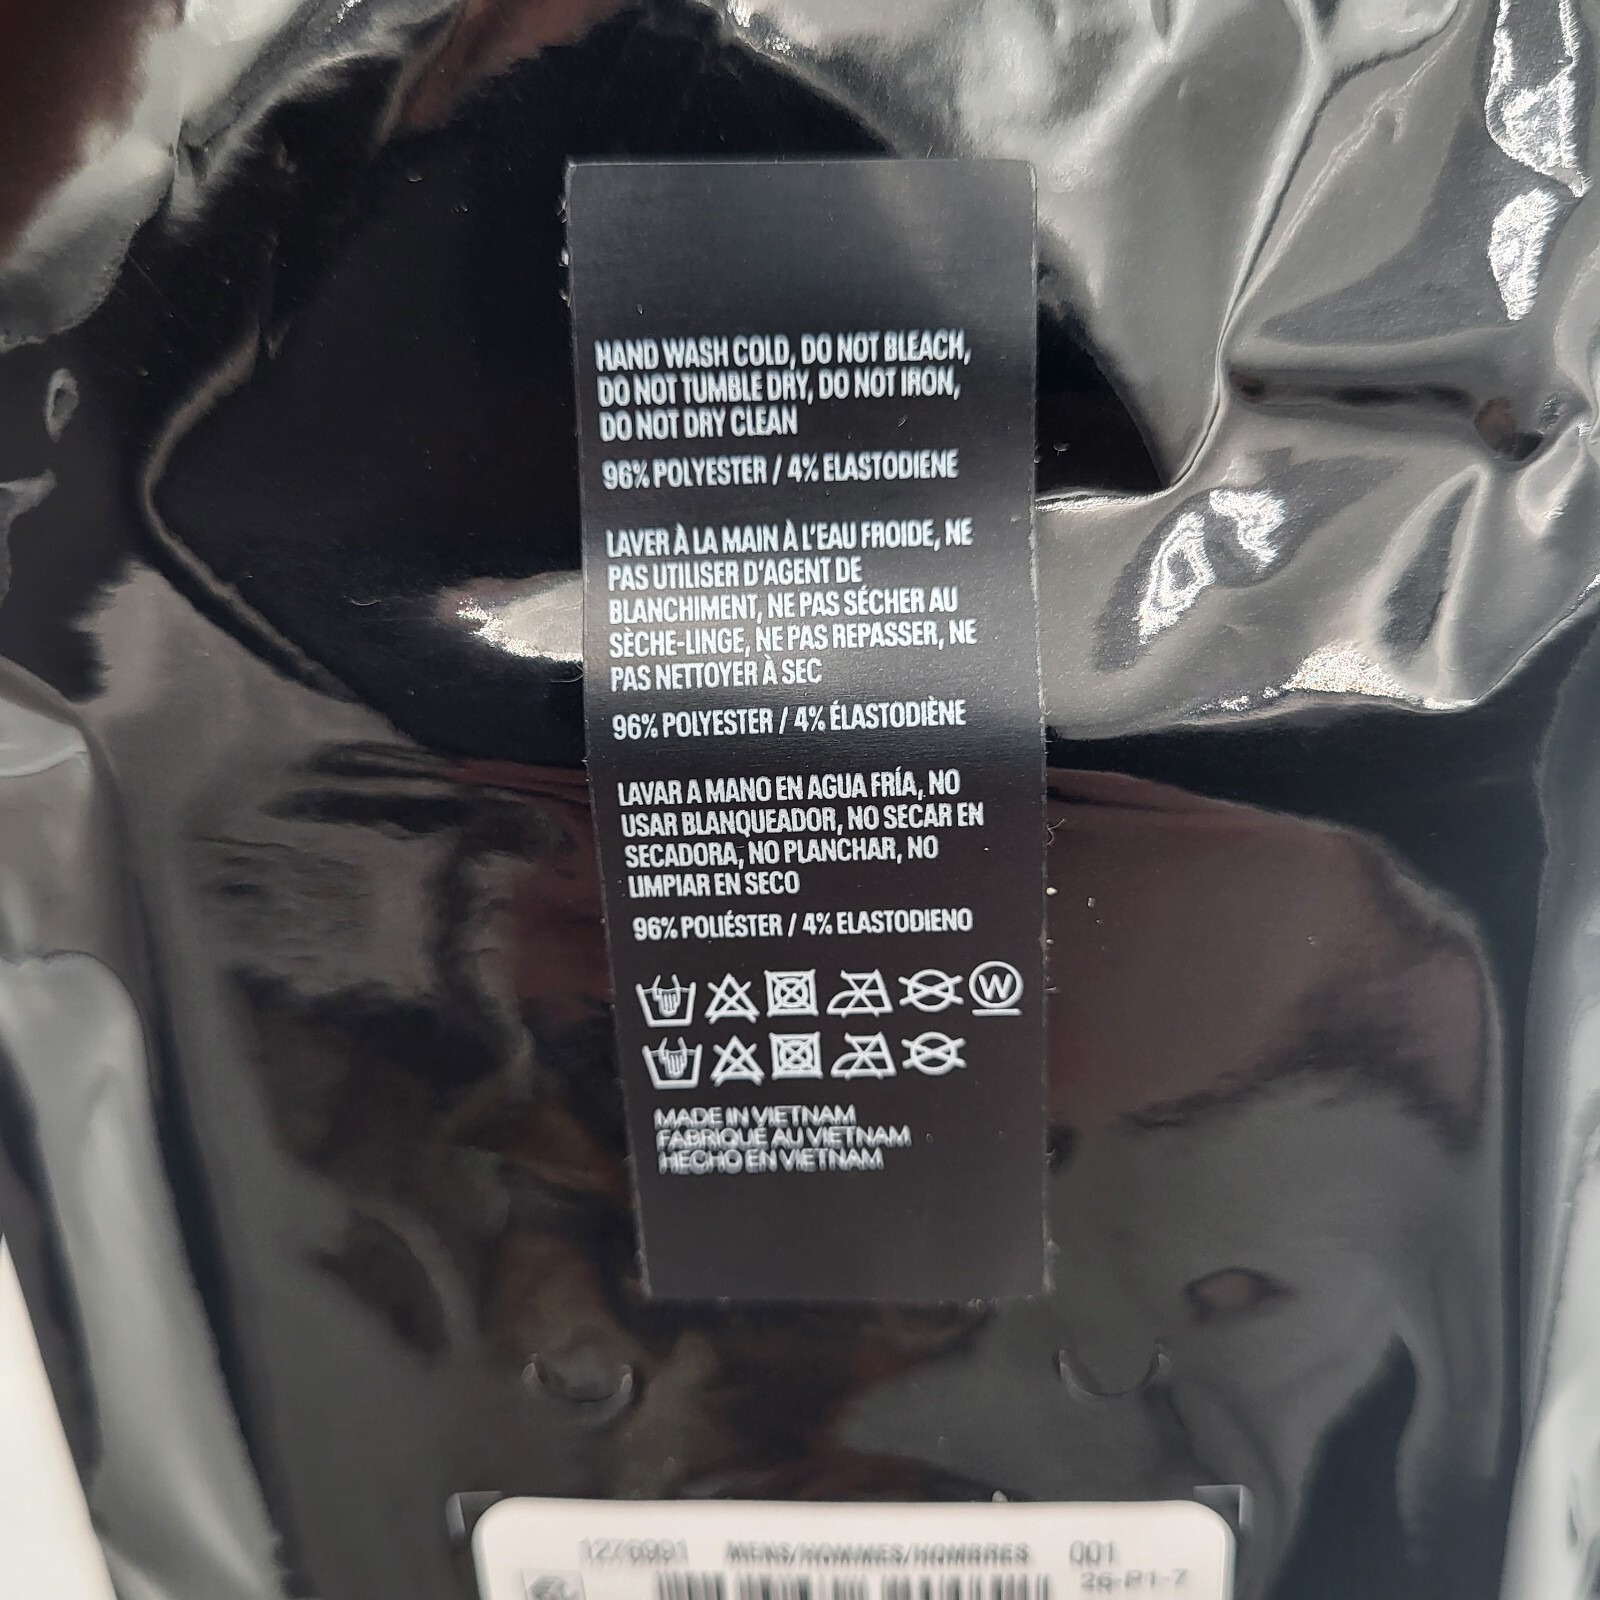 HAND WASH COLD, DO NOT BLEACH,
DO NOT TUMBLE DRY, DO NOT IRON,
DO NOT DRY CLEAN
96% POLYESTER / 4% ELASTODIENE
LAVER À LA MAIN À L'EAU FROIDE, NE
PAS UTILISER D'AGENT DE
BLANCHIMENT, NE PAS SÉCHER AU
SÈCHE-LINGE, NE PAS REPASSER, NE
PAS NETTOYER À SEC
96% POLYESTER / 4% ÉLASTODIÈNE
LAVAR A MANO EN AGUA FRÍA, NO
USAR BLANQUEADOR, NO SECAR EN
SECADORA, NO PLANCHAR, NO
LIMPIAR EN SECO
96% POLIÉSTER / 4% ELASTODIENO
W
MADE IN VIETNAM
FABRIQUÉ AU VIETNAM
HECHO EN VIETNAM
1276991 MENS/HOMMES/HOMBRES 001
26-P1-7